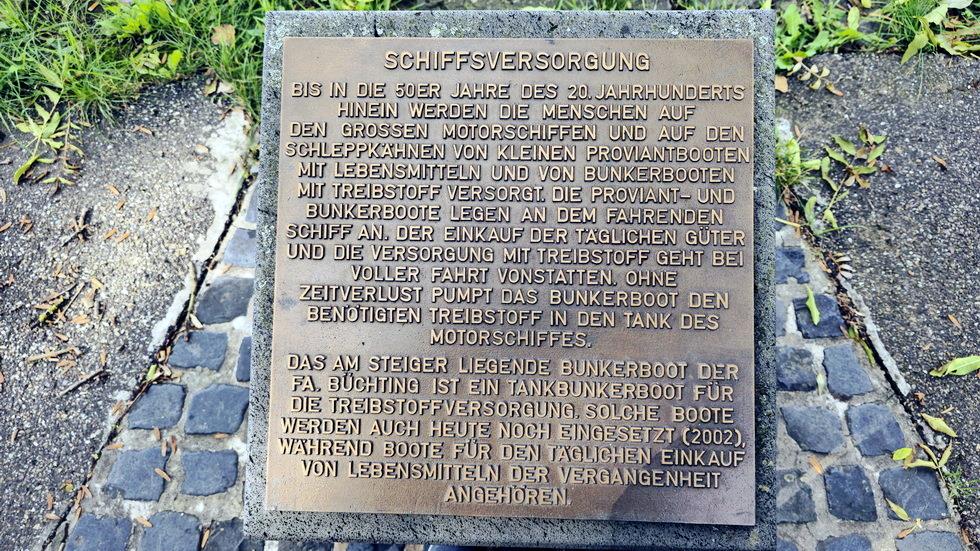 SCHIFFSVERSORGUNG
BIS IN DIE 50ER JAHRE DES 20. JAHRHUNDERTS
HINEIN WERDEN DIE MENSCHEN AUF
DEN GROSSEN MOTORSCHIFFEN UND AUF DEN
SCHLEPPKÄHNEN VON KLEINEN PROVIANTBOOTEN
MIT LEBENSMITTELN UND VON BUNKERBOOTEN
MIT TREIBSTOFF VERSORGT. DIE PROVIANT- UND
BUNKERBOOTE LEGEN AN DEM FAHRENDEN
SCHIFF AN. DER EINKAUF DER TÄGLICHEN GÜTER
UND DIE VERSORGUNG MIT TREIBSTOFF GEHT BEI
VOLLER FAHRT VONSTATTEN. OHNE
ZEITVERLUST PUMPT DAS BUNKERBOOT DEN
BENÖTIGTEN TREIBSTOFF IN DEN TANK DES
MOTORSCHIFFES.
DAS AM STEIGER LIEGENDE BUNKERBOOT DER
FA. BÜCHTING IST EIN TANKBUNKERBOOT FÜR
DIE TREIBSTOFFVERSORGUNG. SOLCHE BOOTE
WERDEN AUCH HEUTE NOCH EINGESETZT (2002),
WÄHREND BOOTE FÜR DEN TÄGLICHEN EINKAUF
VON LEBENSMITTELN DER VERGANGENHEIT
ANGEHÖREN.